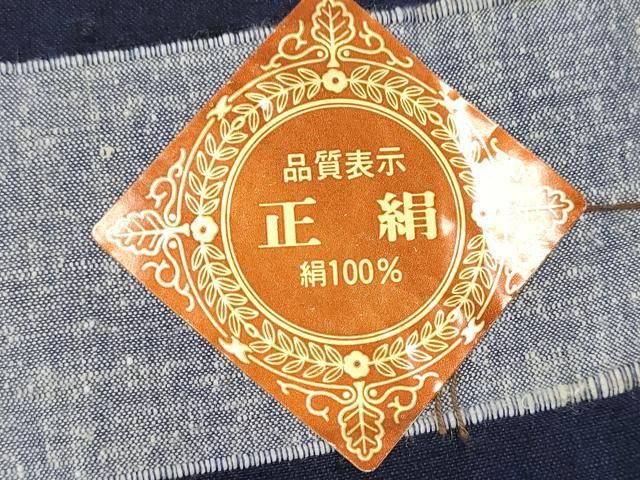 品質表示
正 絹
絹100%